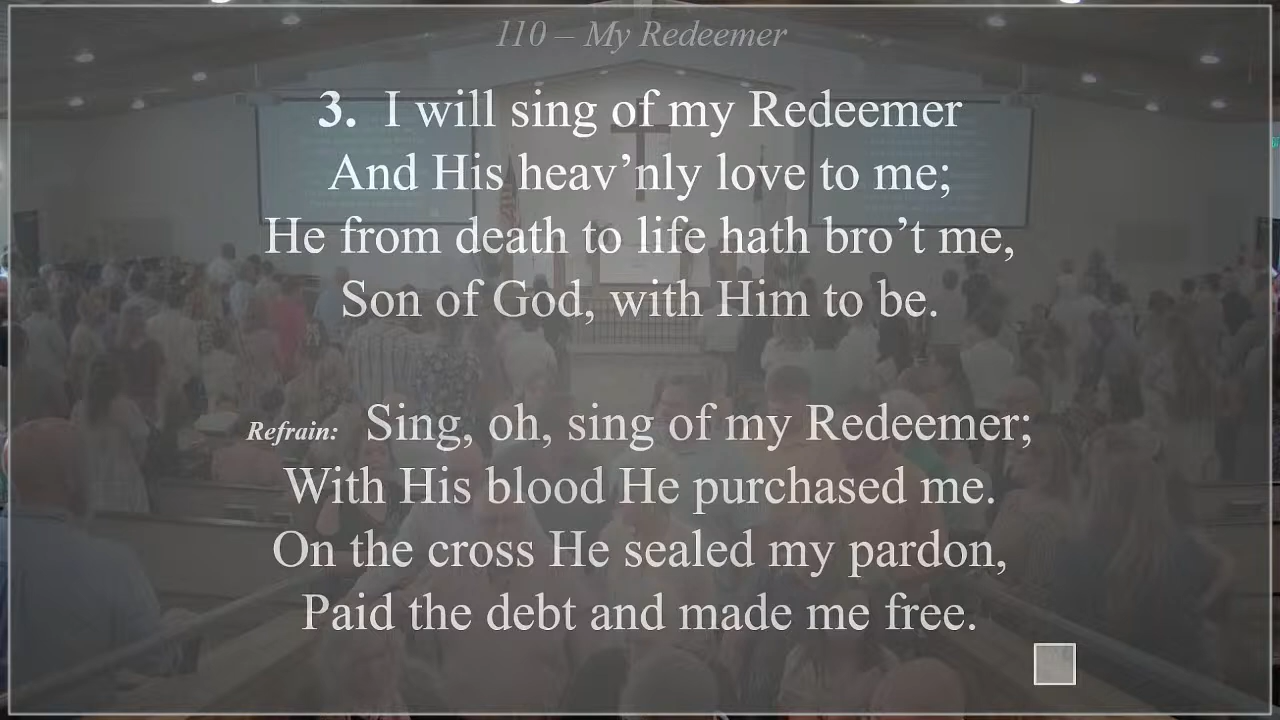 110 – My Redeemer
3. I will sing of my Redeemer
And His heav’nly love to me;
He from death to life hath bro’t me,
Son of God, with Him to be.
Refrain: Sing, oh, sing of my Redeemer;
With His blood He purchased me.
On the cross He sealed my pardon,
Paid the debt and made me free.